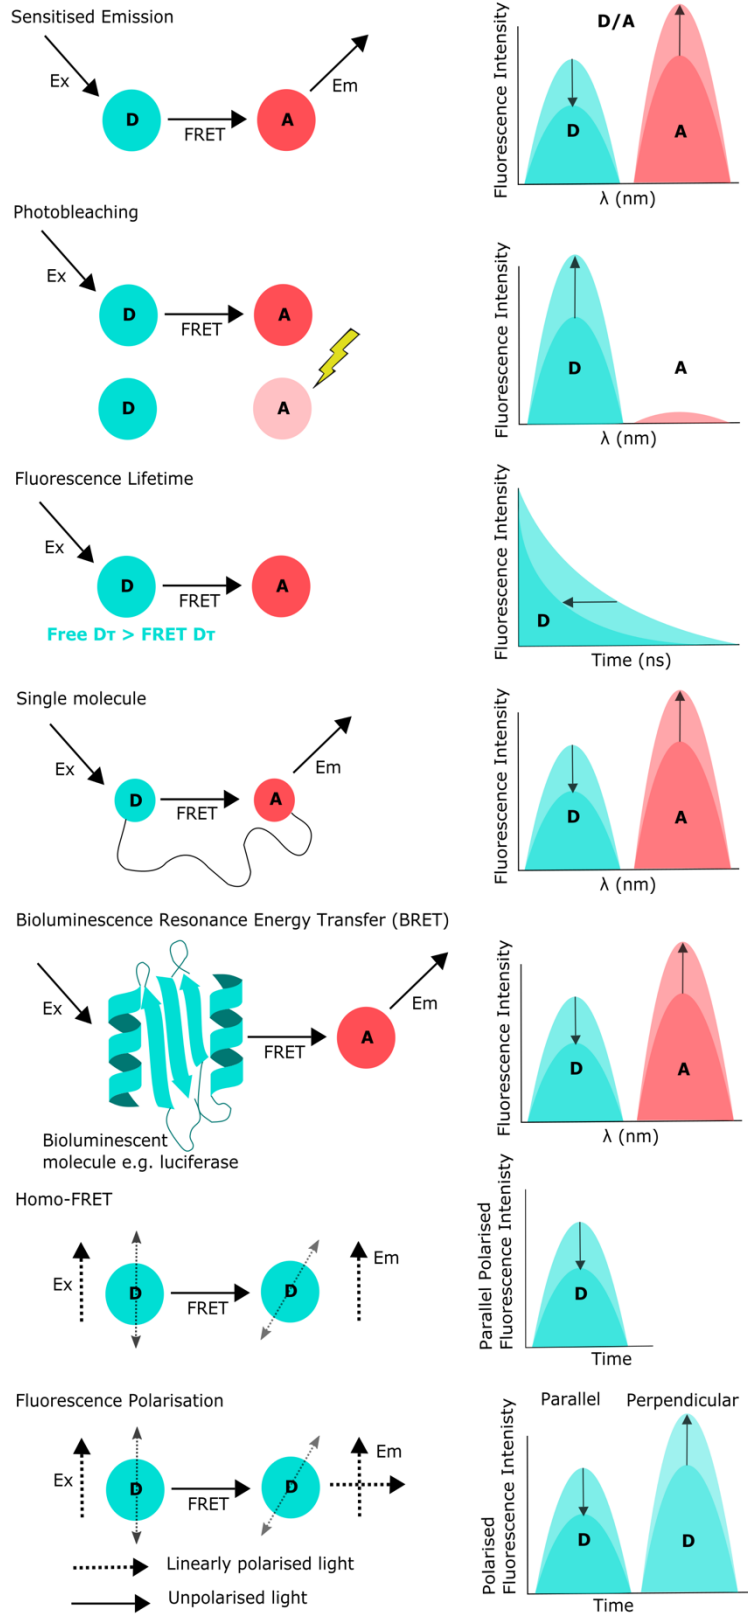 Sensitised Emission
Ex
D
FRET
A
Em
Fluorescence Intensity
D/A
D
A
λ (nm)
Photobleaching
Ex
D
FRET
A
D
A
Fluorescence Intensity
D
A
λ (nm)
Fluorescence Lifetime
Ex
D
FRET
A
Free Dτ > FRET Dτ
Fluorescence Intensity
D
Time (ns)
Single molecule
Ex
D
FRET
A
Em
Fluorescence Intensity
D
A
λ (nm)
Bioluminescence Resonance Energy Transfer (BRET)
Ex
FRET
A
Em
Bioluminescent
molecule e.g. luciferase
Fluorescence Intensity
D
A
λ (nm)
Homo-FRET
Ex
D
FRET
D
Em
Parallel Polarised
Fluorescence Intenisty
D
Time
Fluorescence Polarisation
Ex
D
FRET
D
Em
Linearly polarised light
Unpolarised light
Polarised
Fluorescence Intenisty
Parallel
Perpendicular
D
D
Time